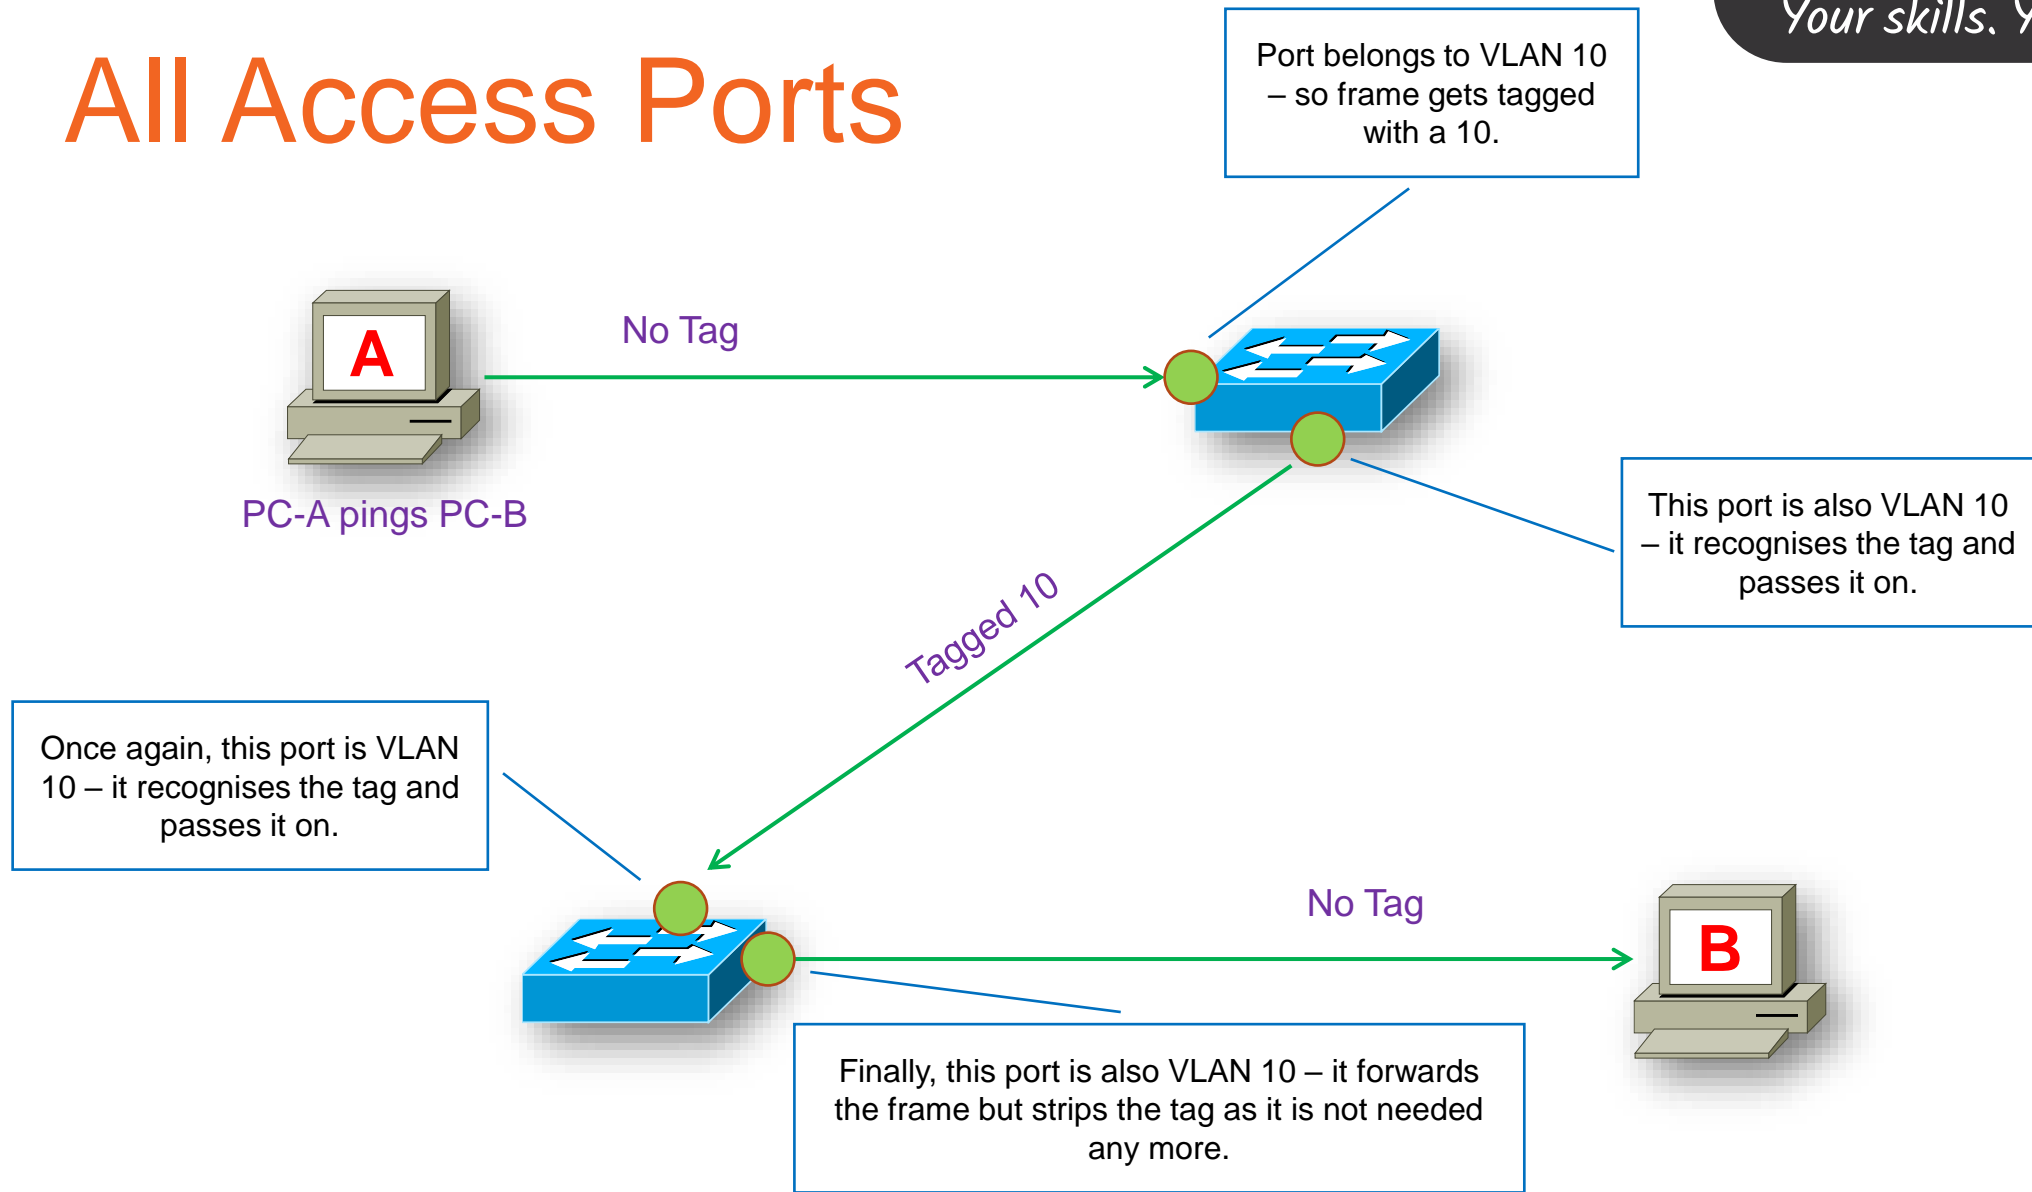 Your skills. Y
All Access Ports
Port belongs to VLAN 10
– so frame gets tagged
with a 10.
A
No Tag
PC-A pings PC-B
This port is also VLAN 10
– it recognises the tag and
passes it on.
Tagged 10
Once again, this port is VLAN
10 – it recognises the tag and
passes it on.
No Tag
B
Finally, this port is also VLAN 10 – it forwards
the frame but strips the tag as it is not needed
any more.